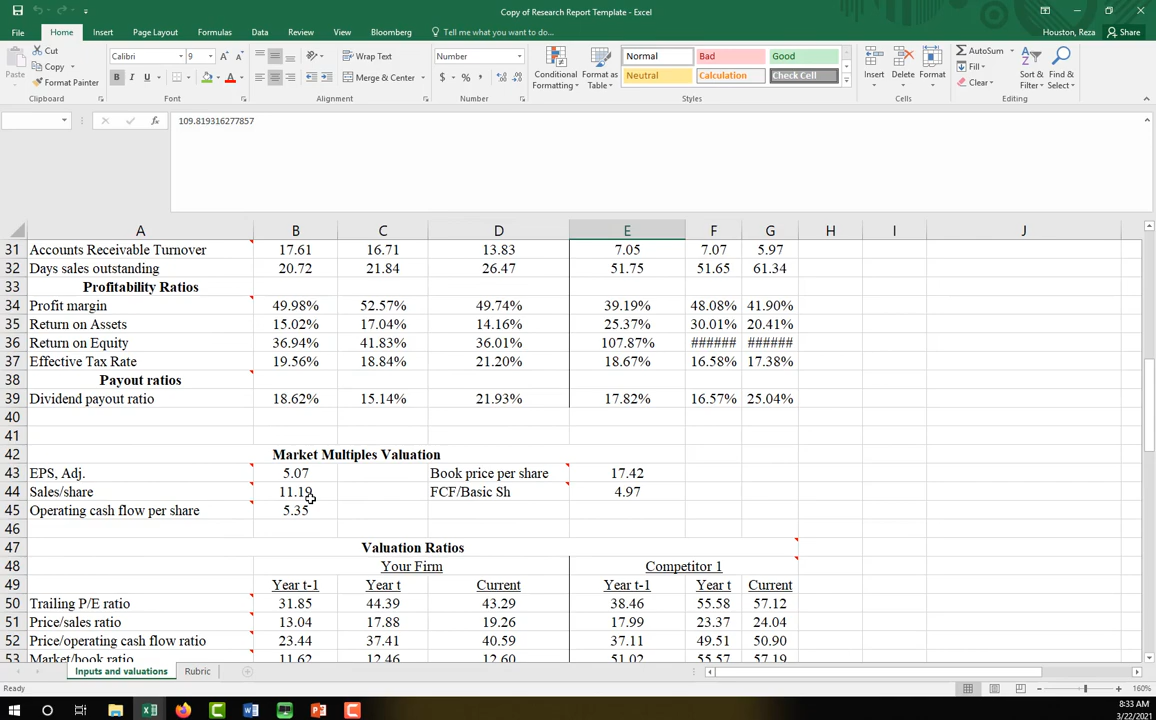 Copy of Research Report Template - Excel
File Home Insert Page Layout Formulas Data Review View Bloomberg Tell me what you want to do... Houston, Reza Share
Paste Cut Copy Format Painter
Calibri 9 A A
B I U A
Wrap Text
Merge & Center
Number
$ % ,
Conditional Formatting Format as Table
Normal Bad Good
Neutral Calculation Check Cell
Insert Delete Format
AutoSum Fill Clear
Sort & Filter Find & Select
Clipboard Font Alignment Number Styles Cells Editing
fx 109.819316277857
A B C D E F G H I J
31 Accounts Receivable Turnover 17.61 16.71 13.83 7.05 7.07 5.97
32 Days sales outstanding 20.72 21.84 26.47 51.75 51.65 61.34
33 Profitability Ratios
34 Profit margin 49.98% 52.57% 49.74% 39.19% 48.08% 41.90%
35 Return on Assets 15.02% 17.04% 14.16% 25.37% 30.01% 20.41%
36 Return on Equity 36.94% 41.83% 36.01% 107.87% ###### ######
37 Effective Tax Rate 19.56% 18.84% 21.20% 18.67% 16.58% 17.38%
38 Payout ratios
39 Dividend payout ratio 18.62% 15.14% 21.93% 17.82% 16.57% 25.04%
40
41
42 Market Multiples Valuation
43 EPS, Adj. 5.07 Book price per share 17.42
44 Sales/share 11.19 FCF/Basic Sh 4.97
45 Operating cash flow per share 5.35
46
47 Valuation Ratios
48 Your Firm Competitor 1
49 Year t-1 Year t Current Year t-1 Year t Current
50 Trailing P/E ratio 31.85 44.39 43.29 38.46 55.58 57.12
51 Price/sales ratio 13.04 17.88 19.26 17.99 23.37 24.04
52 Price/operating cash flow ratio 23.44 37.41 40.59 37.11 49.51 50.90
53 Market/book ratio 11.62 12.46 12.60 51.02 55.57 57.19
Inputs and valuations Rubric
Ready 160%
8:33 AM
3/22/2021